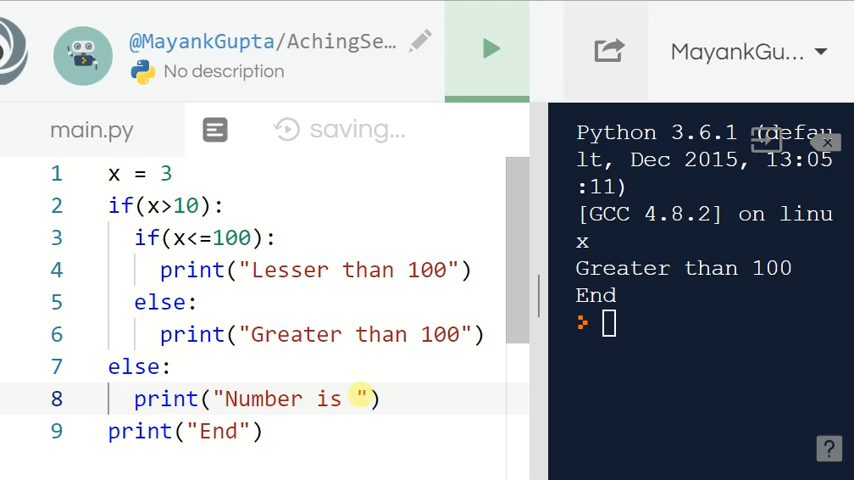 @MayankGupta/AchingSe...
No description
MayankGu...
main.py
saving...
1 x = 3
2 if(x>10):
3 if(x<=100):
4 print("Lesser than 100")
5 else:
6 print("Greater than 100")
7 else:
8 print("Number is ")
9 print("End")
Python 3.6.1 (defau
lt, Dec 2015, 13:05
:11)
[GCC 4.8.2] on linu
x
Greater than 100
End
?